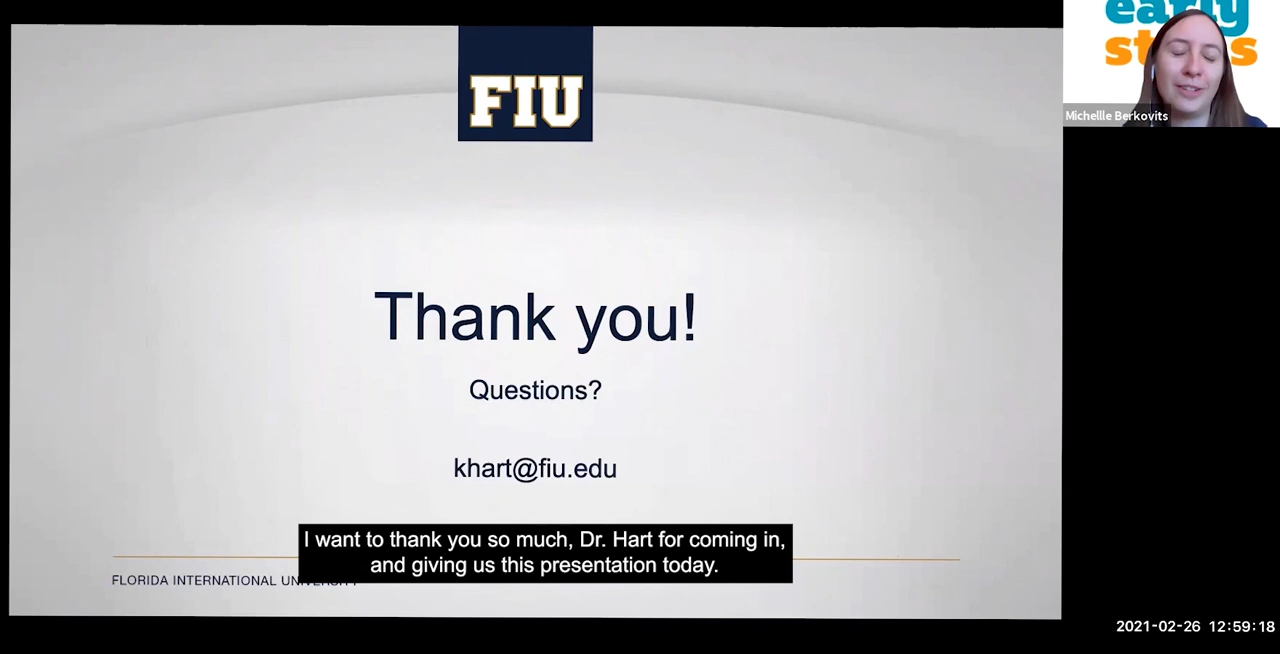 FIU
early
Michellle Berkovits
Thank you!
Questions?
khart@fiu.edu
I want to thank you so much, Dr. Hart for coming in,
and giving us this presentation today.
FLORIDA INTERNATIONAL UNIVERSITY
2021-02-26 12:59:18